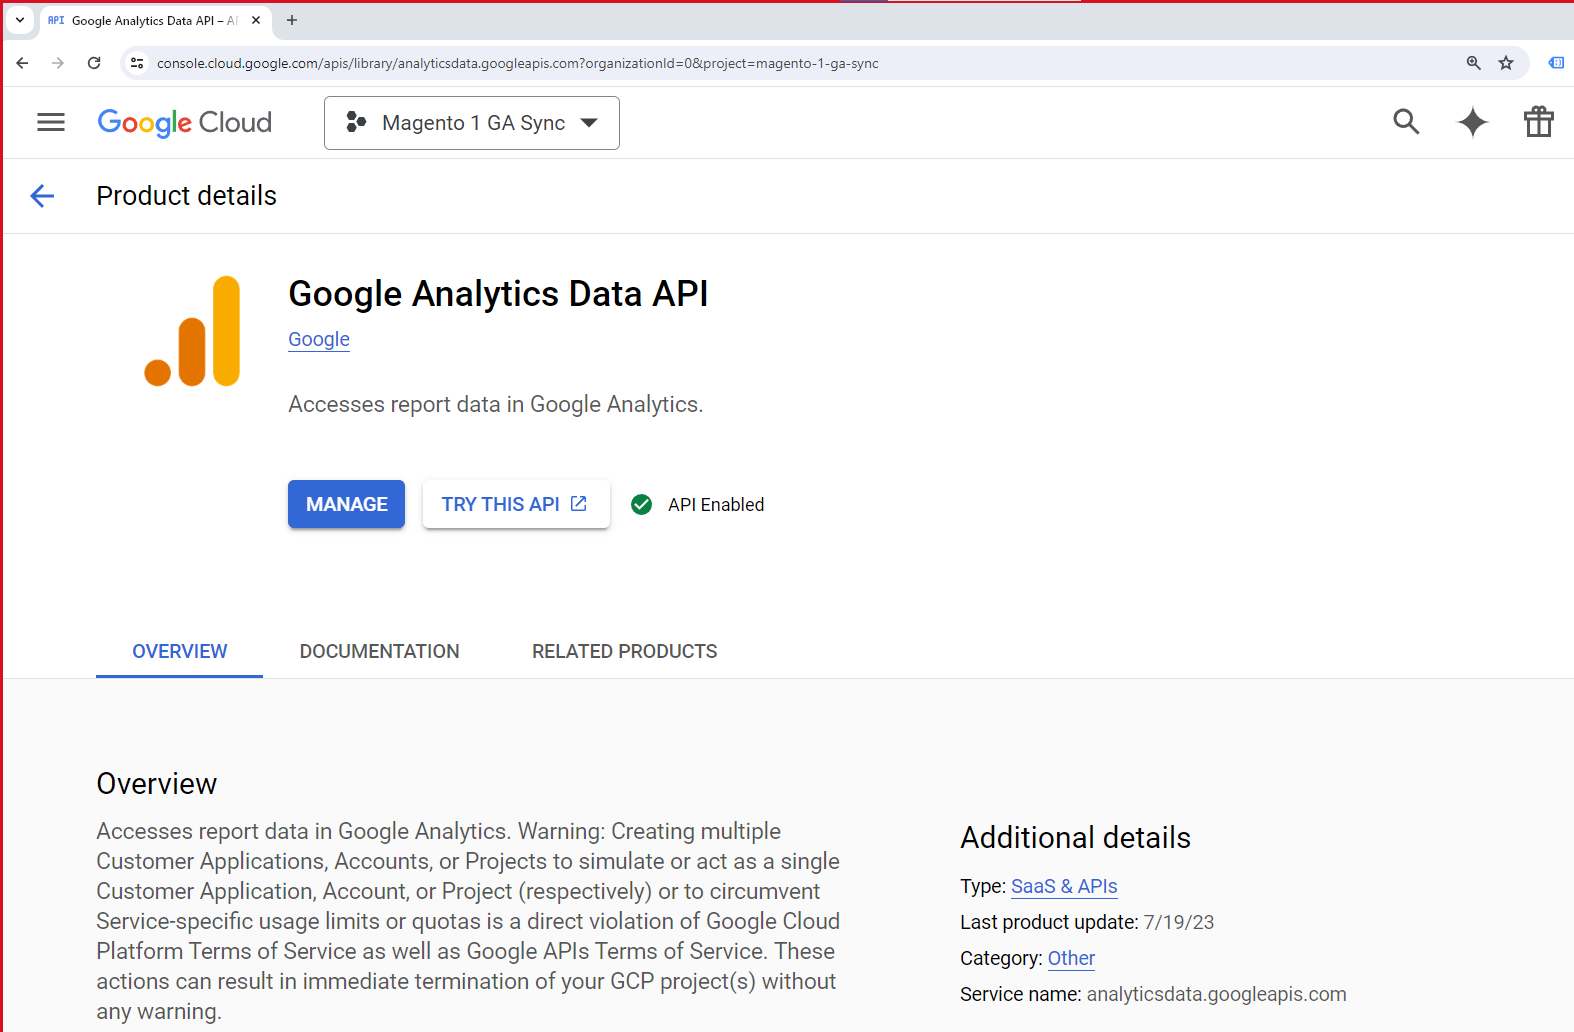 API Google Analytics Data API – AP
console.cloud.google.com/apis/library/analyticsdata.googleapis.com?organizationId=0&project=magento-1-ga-sync
Google Cloud
Magento 1 GA Sync
Product details
Google Analytics Data API
Google
Accesses report data in Google Analytics.
MANAGE
TRY THIS API
API Enabled
OVERVIEW
DOCUMENTATION
RELATED PRODUCTS
Overview
Accesses report data in Google Analytics. Warning: Creating multiple
Customer Applications, Accounts, or Projects to simulate or act as a single
Customer Application, Account, or Project (respectively) or to circumvent
Service-specific usage limits or quotas is a direct violation of Google Cloud
Platform Terms of Service as well as Google APIs Terms of Service. These
actions can result in immediate termination of your GCP project(s) without
any warning.
Additional details
Type: SaaS & APIs
Last product update: 7/19/23
Category: Other
Service name: analyticsdata.googleapis.com